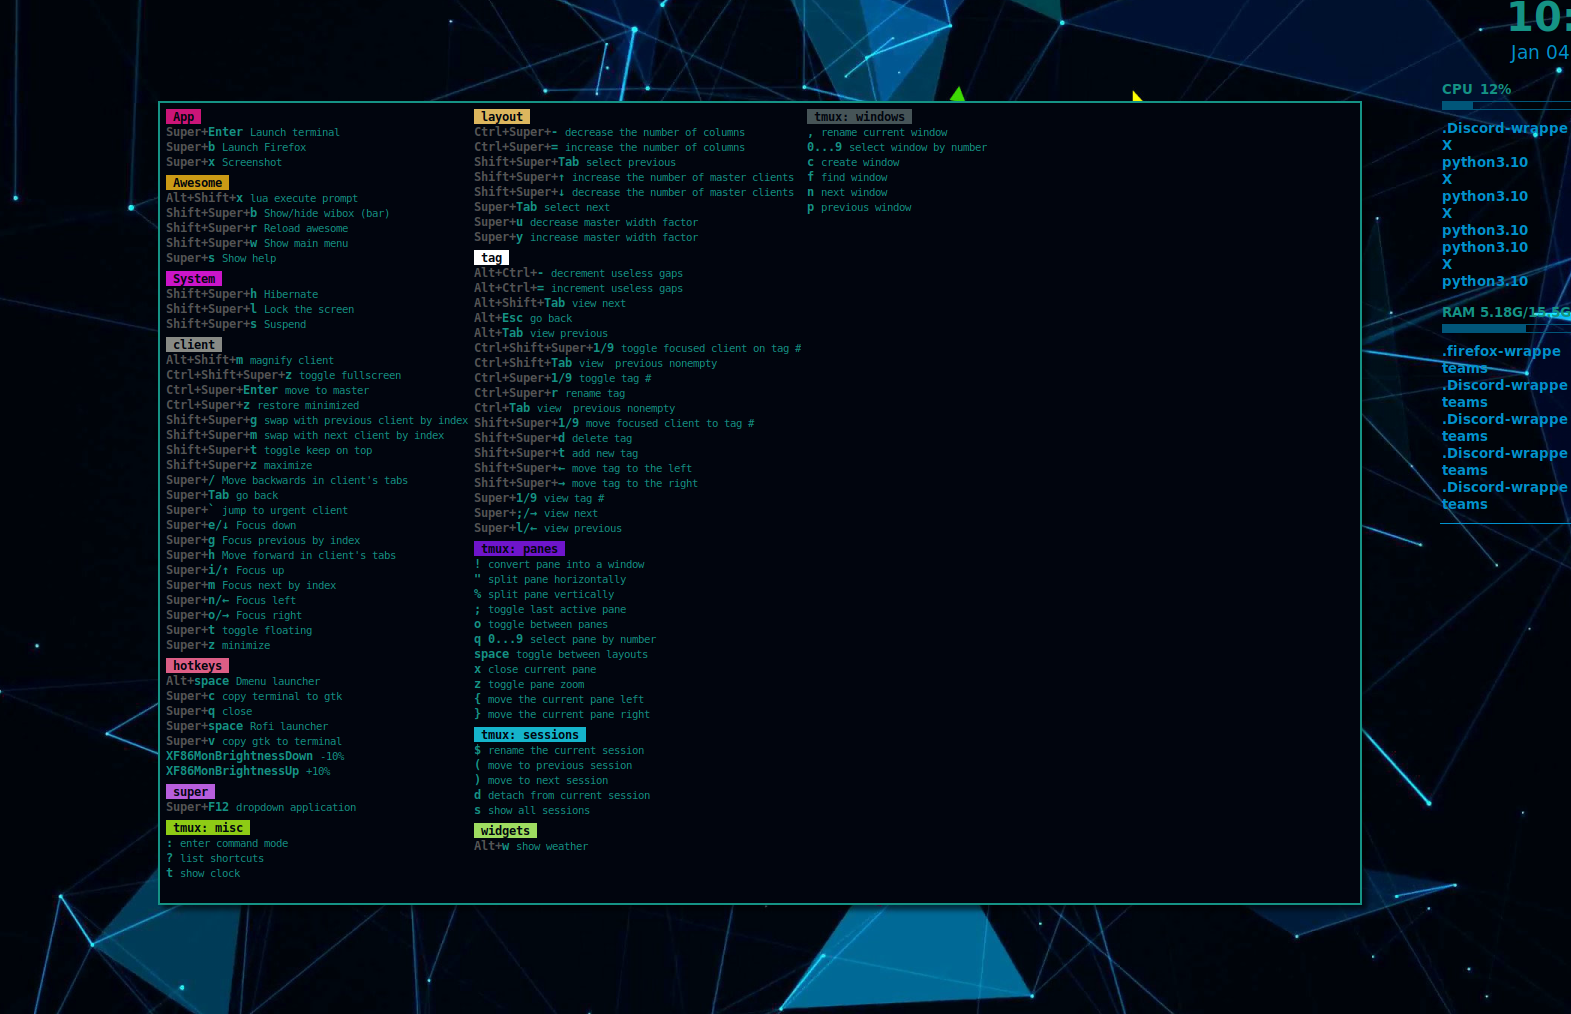 App
Super+Enter Launch terminal
Super+b Launch Firefox
Super+x Screenshot
Awesome
Alt+Shift+x lua execute prompt
Shift+Super+b Show/hide wibox (bar)
Shift+Super+r Reload awesome
Shift+Super+w Show main menu
Super+s Show help
System
Shift+Super+h Hibernate
Shift+Super+l Lock the screen
Shift+Super+s Suspend
client
Alt+Shift+m magnify client
Ctrl+Shift+Super+z toggle fullscreen
Ctrl+Super+Enter move to master
Ctrl+Super+z restore minimized
Shift+Super+g swap with previous client by index
Shift+Super+m swap with next client by index
Shift+Super+t toggle keep on top
Shift+Super+z maximize
Super+/ Move backwards in client's tabs
Super+Tab go back
Super+` jump to urgent client
Super+e/↓ Focus down
Super+g Focus previous by index
Super+h Move forward in client's tabs
Super+i/↑ Focus up
Super+m Focus next by index
Super+n/← Focus left
Super+o/→ Focus right
Super+t toggle floating
Super+z minimize
hotkeys
Alt+space Dmenu launcher
Super+c copy terminal to gtk
Super+q close
Super+space Rofi launcher
Super+v copy gtk to terminal
XF86MonBrightnessDown -10%
XF86MonBrightnessUp +10%
super
Super+F12 dropdown application
tmux: misc
: enter command mode
? list shortcuts
t show clock
layout
Ctrl+Super+- decrease the number of columns
Ctrl+Super+= increase the number of columns
Shift+Super+Tab select previous
Shift+Super+↑ increase the number of master clients
Shift+Super+↓ decrease the number of master clients
Super+Tab select next
Super+u decrease master width factor
Super+y increase master width factor
tag
Alt+Ctrl+- decrement useless gaps
Alt+Ctrl+= increment useless gaps
Alt+Shift+Tab view next
Alt+Esc go back
Alt+Tab view previous
Ctrl+Shift+Super+1/9 toggle focused client on tag #
Ctrl+Shift+Tab view  previous nonempty
Ctrl+Super+1/9 toggle tag #
Ctrl+Super+r rename tag
Ctrl+Tab view  previous nonempty
Shift+Super+1/9 move focused client to tag #
Shift+Super+d delete tag
Shift+Super+t add new tag
Shift+Super+← move tag to the left
Shift+Super+→ move tag to the right
Super+1/9 view tag #
Super+;/→ view next
Super+l/← view previous
tmux: panes
! convert pane into a window
" split pane horizontally
% split pane vertically
; toggle last active pane
o toggle between panes
q 0...9 select pane by number
space toggle between layouts
x close current pane
z toggle pane zoom
{ move the current pane left
} move the current pane right
tmux: sessions
$ rename the current session
( move to previous session
) move to next session
d detach from current session
s show all sessions
widgets
Alt+w show weather
tmux: windows
, rename current window
0...9 select window by number
c create window
f find window
n next window
p previous window
10:
Jan 04
CPU 12%
.Discord-wrappe
X
python3.10
X
python3.10
X
python3.10
python3.10
X
python3.10
RAM 5.18G/15.5G
.firefox-wrappe
teams
.Discord-wrappe
teams
.Discord-wrappe
teams
.Discord-wrappe
teams
.Discord-wrappe
teams